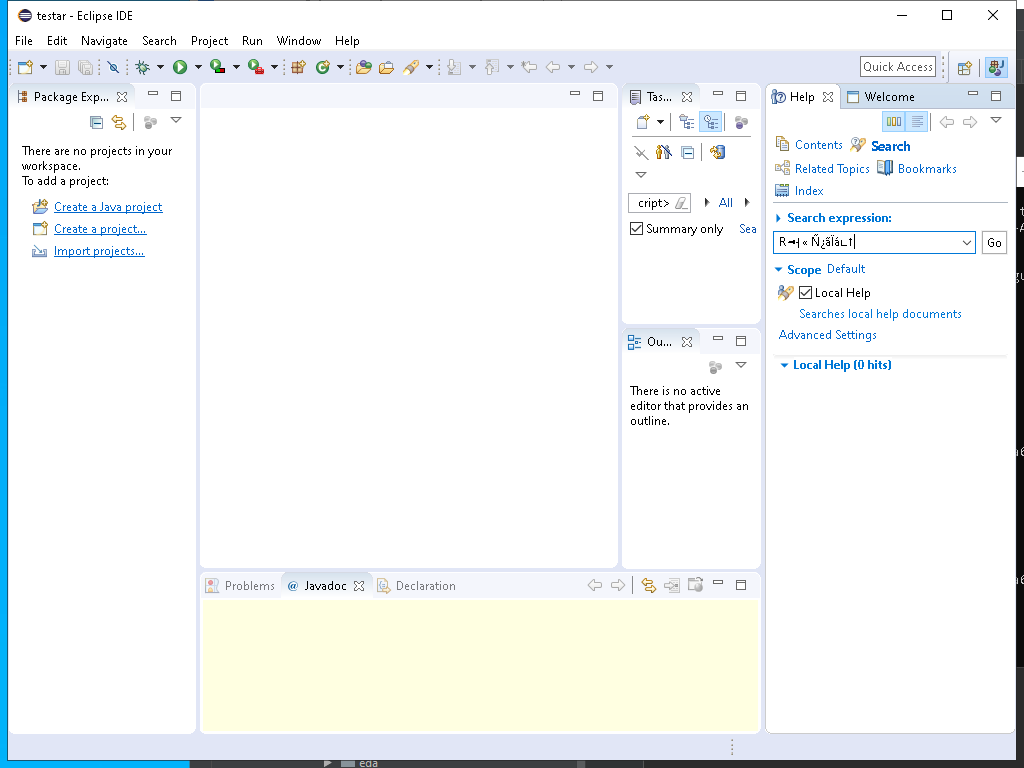 testar - Eclipse IDE
File Edit Navigate Search Project Run Window Help
Quick Access
Package Exp...
There are no projects in your
workspace.
To add a project:
Create a Java project
Create a project...
Import projects...
Tas...
cript> All
Summary only Sea
Ou...
There is no active
editor that provides an
outline.
Problems @ Javadoc Declaration
Help Welcome
Contents Search
Related Topics Bookmarks
Index
Search expression:
Go
Scope Default
Local Help
Searches local help documents
Advanced Settings
Local Help (0 hits)
eda